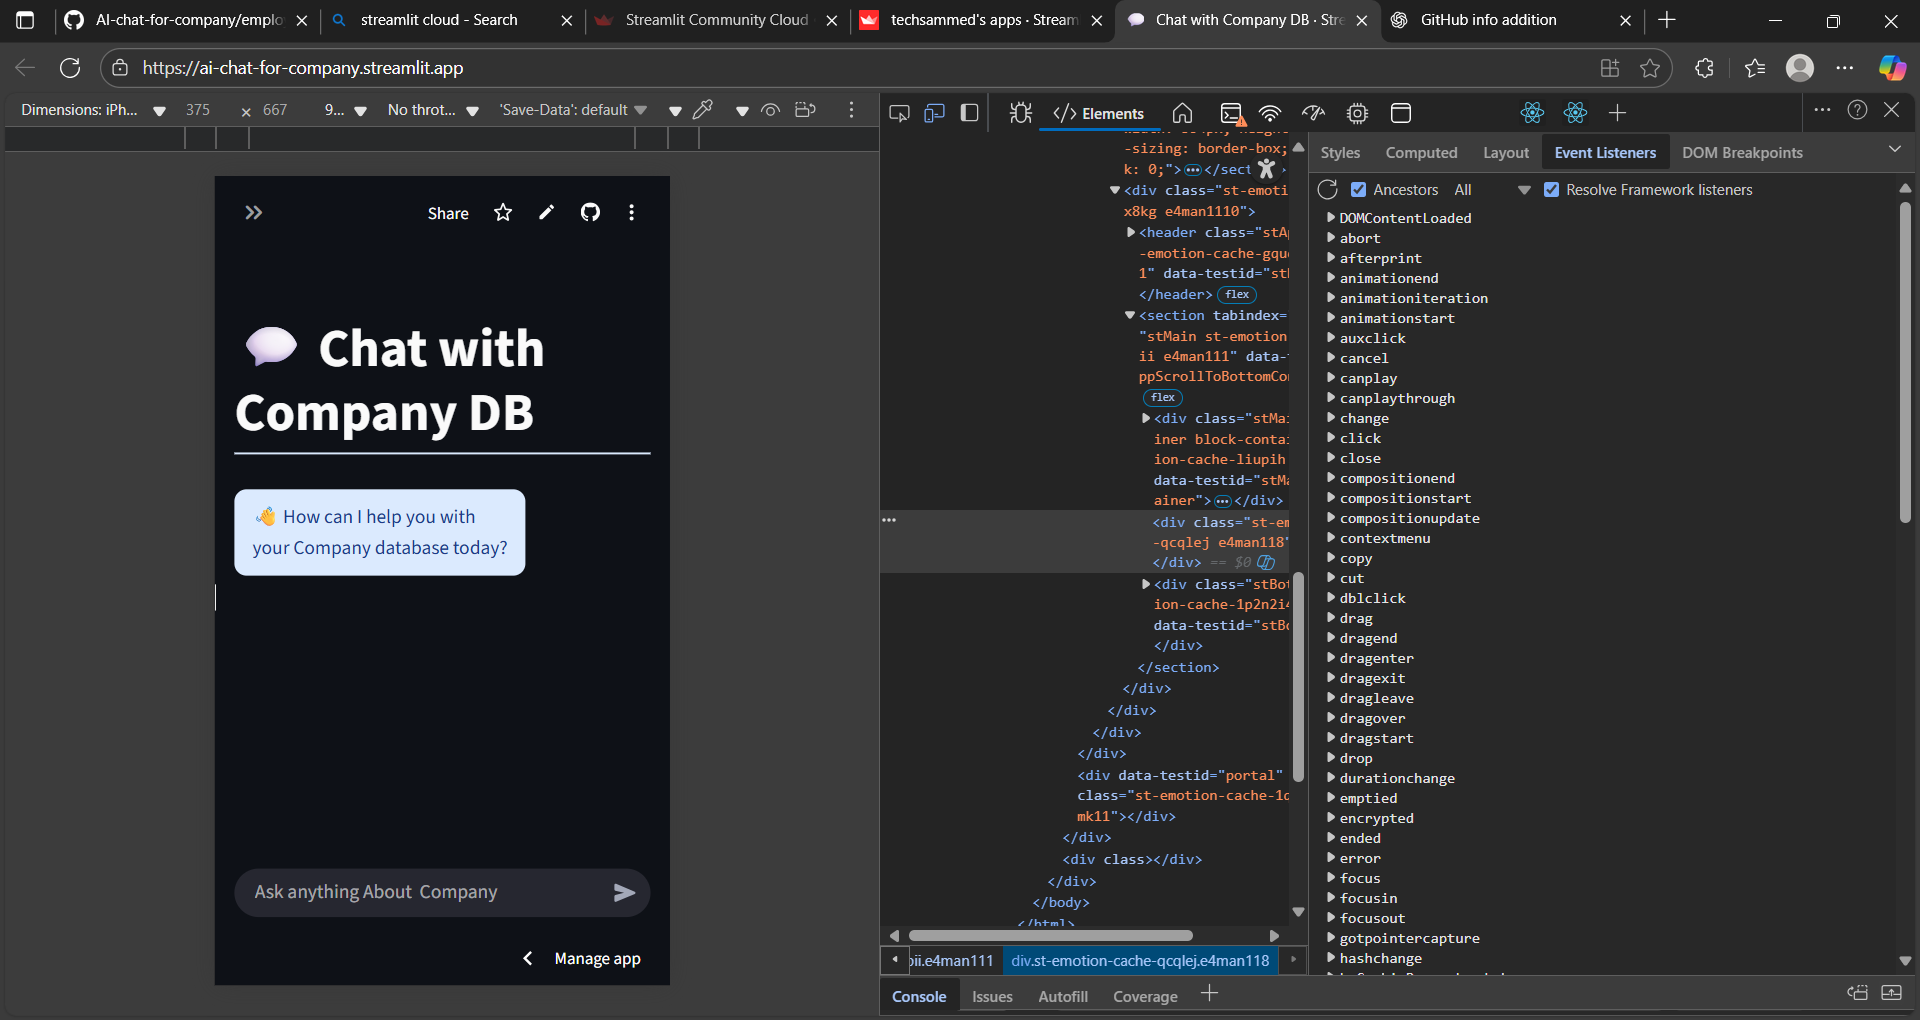 AI-chat-for-company/emplo
streamlit cloud - Search
Streamlit Community Cloud
techsammed's apps · Stream
Chat with Company DB · Stre
GitHub info addition
https://ai-chat-for-company.streamlit.app
Dimensions: iPh... 375 × 667 9... No throt... 'Save-Data': default
Elements
Share
💬 Chat with
Company DB
👋 How can I help you with
your Company database today?
Ask anything About  Company
Manage app
-sizing: border-box;
k: 0;">…</sect
<div class="st-emoti
x8kg e4man1110">
<header class="stA
-emotion-cache-gqu
1" data-testid="st
</header> flex
<section tabindex=
"stMain st-emotion
ii e4man111" data-
ppScrollToBottomCo
flex
<div class="stMa
iner block-conta
ion-cache-liupih
data-testid="stM
ainer">…</div>
<div class="st-em
-qcqlej e4man118"
</div> == $0
<div class="stBot
ion-cache-1p2n2i4
data-testid="stBo
</div>
</section>
</div>
</div>
</div>
</div>
<div data-testid="portal"
class="st-emotion-cache-1
mk11"></div>
</div>
<div class></div>
</div>
</body>
</html>
ii.e4man111 div.st-emotion-cache-qcqlej.e4man118
Styles Computed Layout Event Listeners DOM Breakpoints
Ancestors All Resolve Framework listeners
DOMContentLoaded
abort
afterprint
animationend
animationiteration
animationstart
auxclick
cancel
canplay
canplaythrough
change
click
close
compositionend
compositionstart
compositionupdate
contextmenu
copy
cut
dblclick
drag
dragend
dragenter
dragexit
dragleave
dragover
dragstart
drop
durationchange
emptied
encrypted
ended
error
focus
focusin
focusout
gotpointercapture
hashchange
Console Issues Autofill Coverage